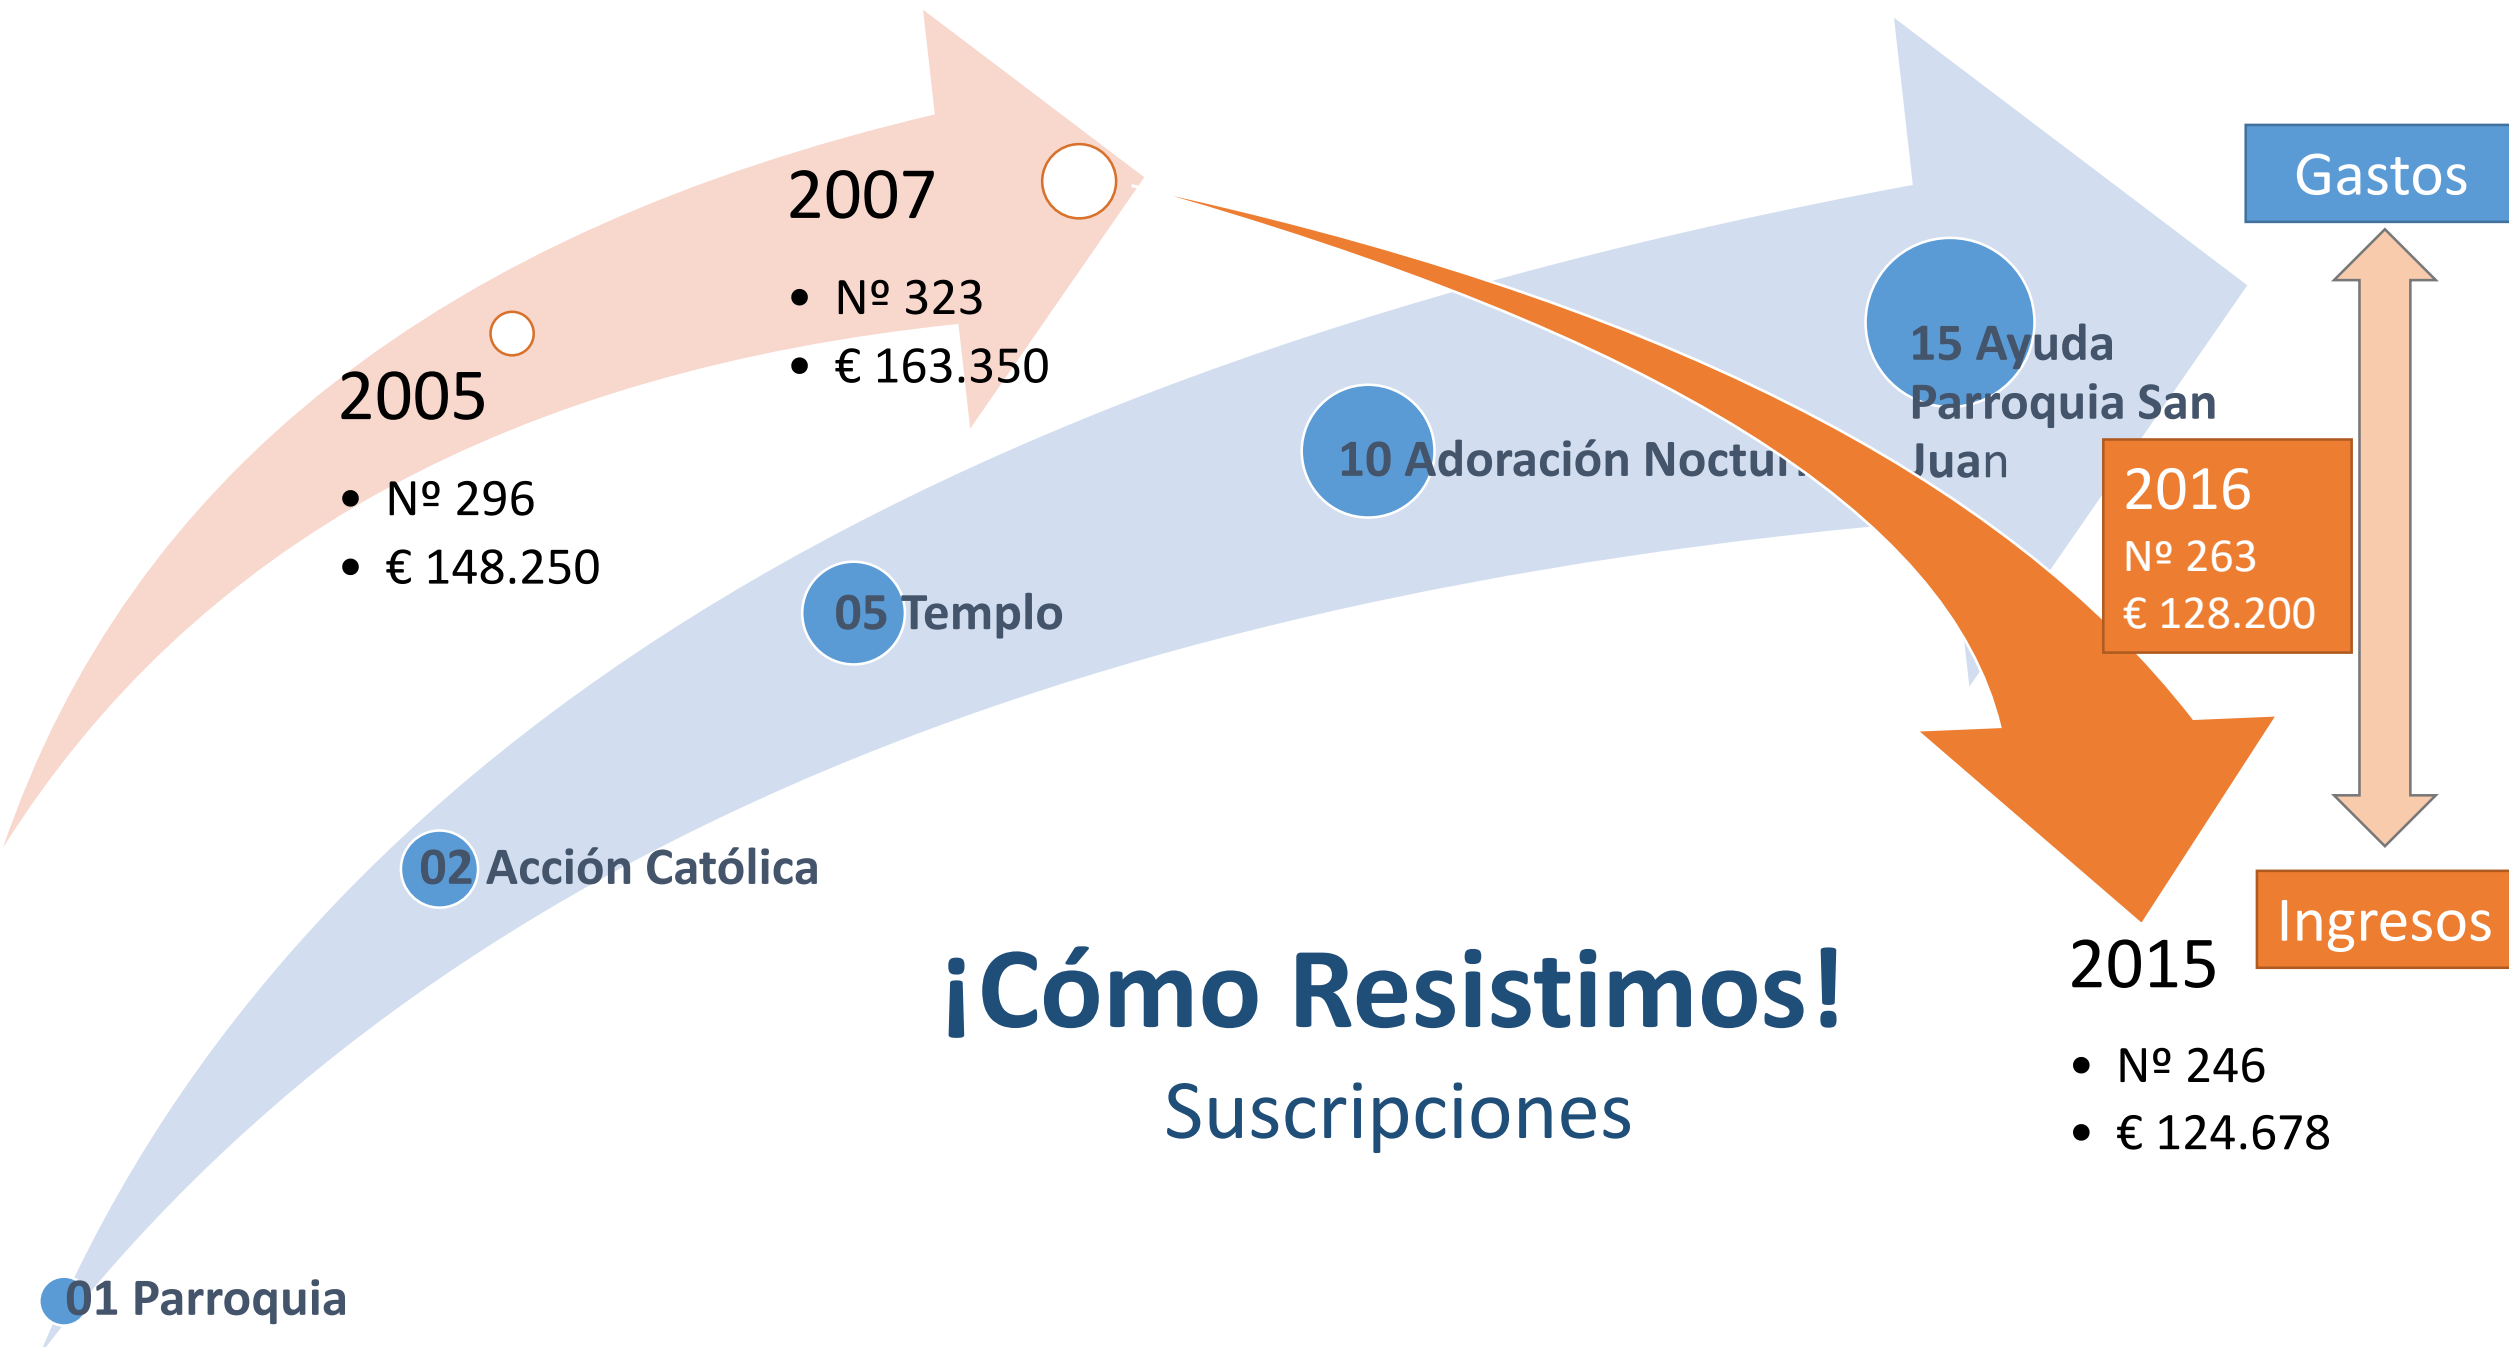 2007
• Nº 323
• € 163.350
2005
• Nº 296
• € 148.250
Gastos
15 Ayuda
Parroquia San
Juan
10 Adoración
2016
Nº 263
€ 128.200
05 Templo
02 Acción Católica
Ingresos
¡Cómo Resistimos!
Suscripciones
2015
• Nº 246
• € 124.678
01 Parroquia